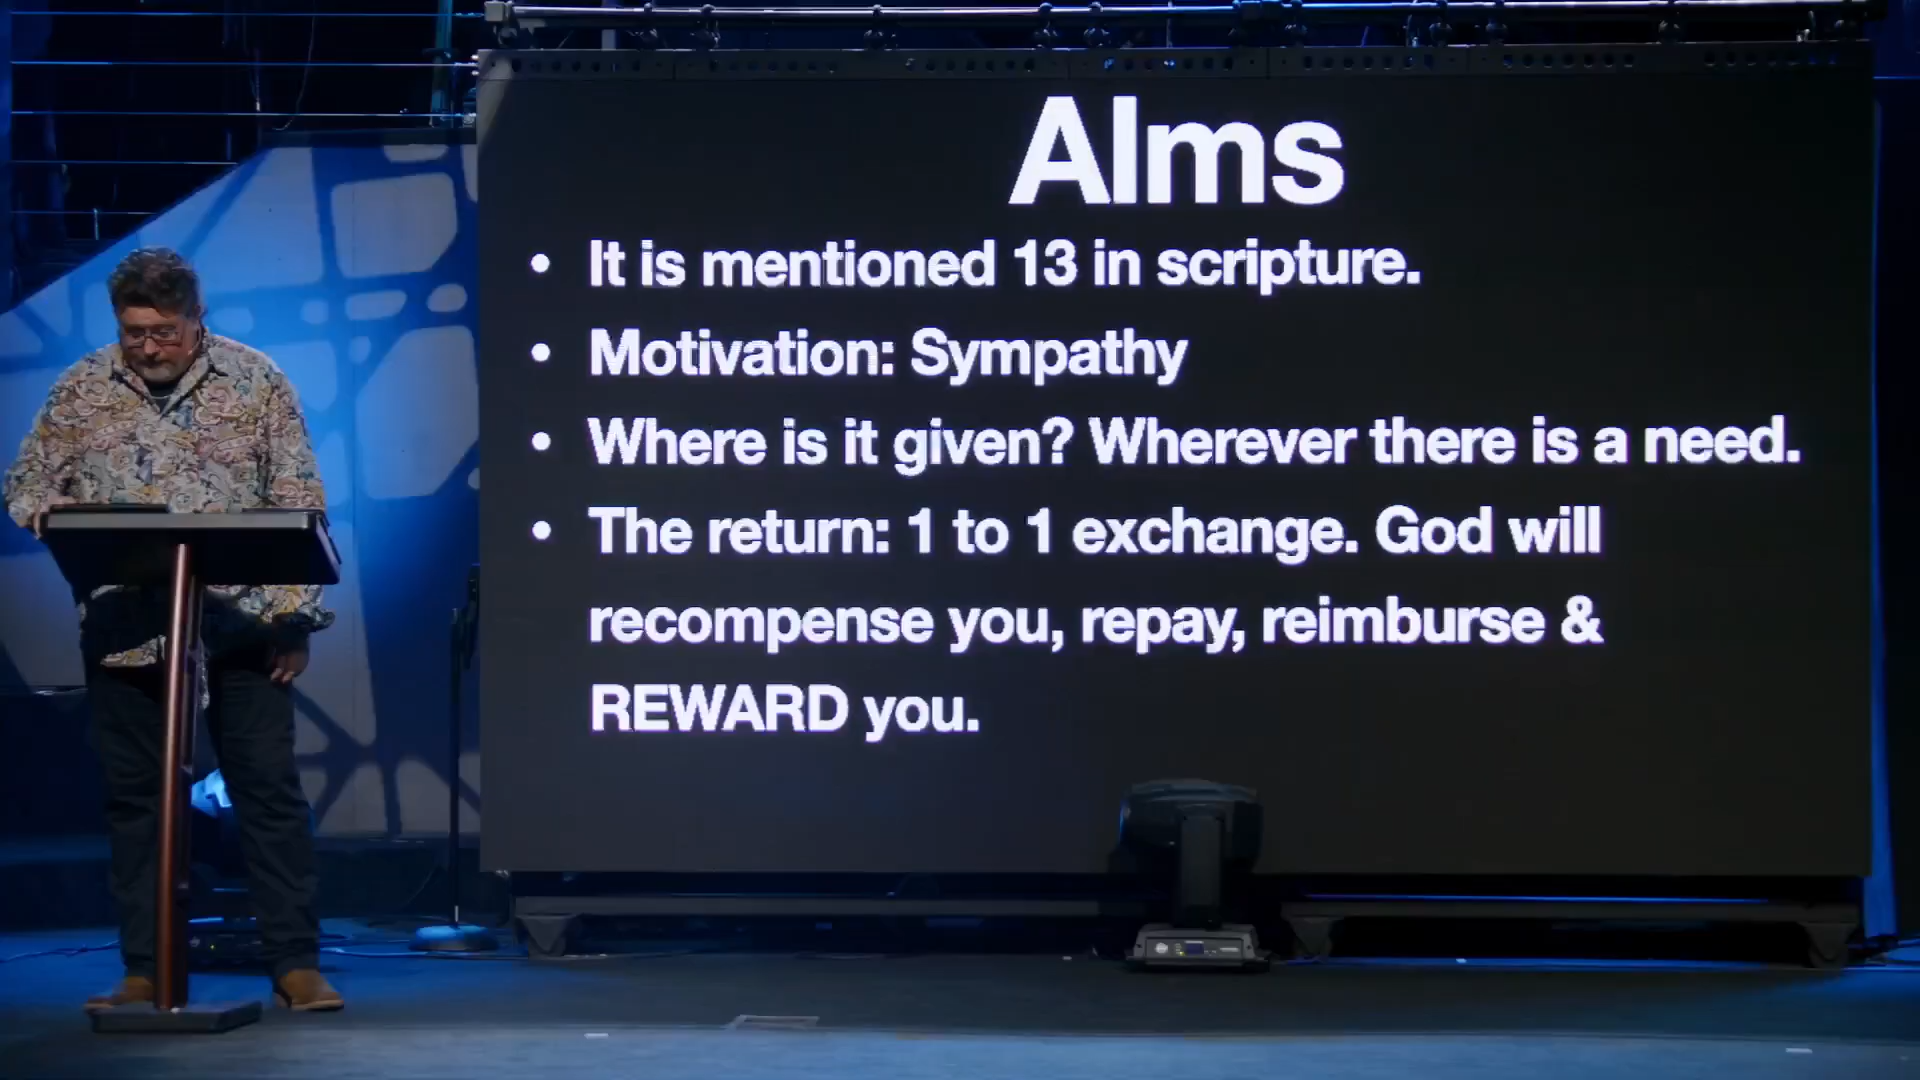 Alms
• It is mentioned 13 in scripture.
• Motivation: Sympathy
• Where is it given? Wherever there is a need.
• The return: 1 to 1 exchange. God will
recompense you, repay, reimburse &
REWARD you.